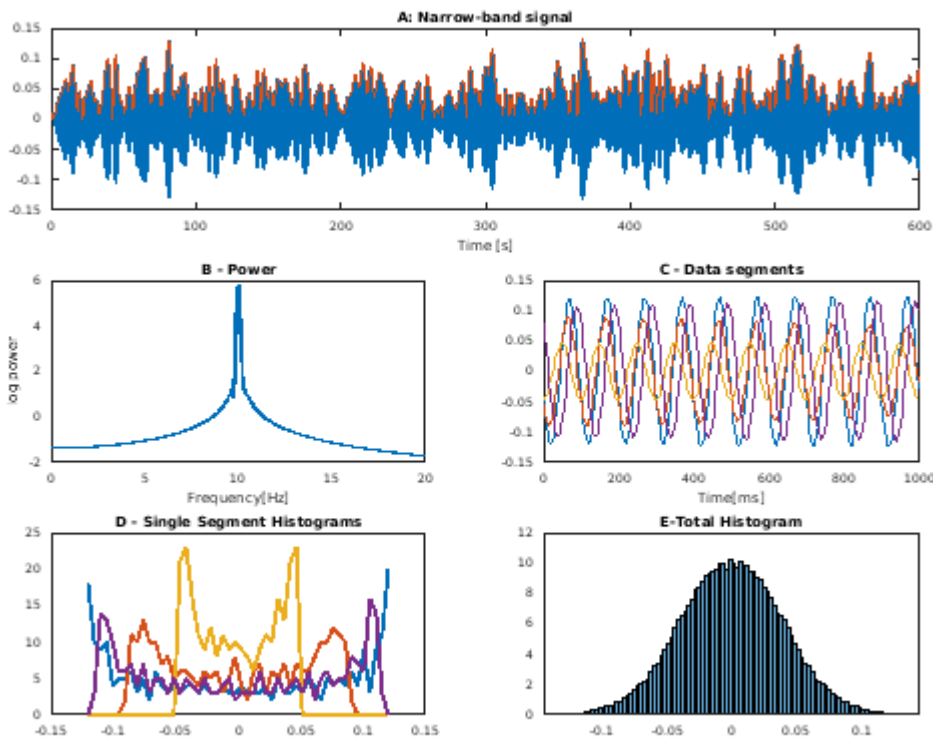 A: Narrow-band signal
0.15
0.1
0.05
0
-0.05
-0.1
-0.15
0 100 200 300 400 500 600
Time [s]
B - Power
6
4
2
0
-2
log power
0 5 10 15 20
Frequency[Hz]
C - Data segments
0.15
0.1
0.05
0
-0.05
-0.1
-0.15
0 200 400 600 800 1000
Time[ms]
D - Single Segment Histograms
25
20
15
10
5
0
-0.15 -0.1 -0.05 0 0.05 0.1 0.15
E-Total Histogram
12
10
8
6
4
2
0
-0.1 -0.05 0 0.05 0.1